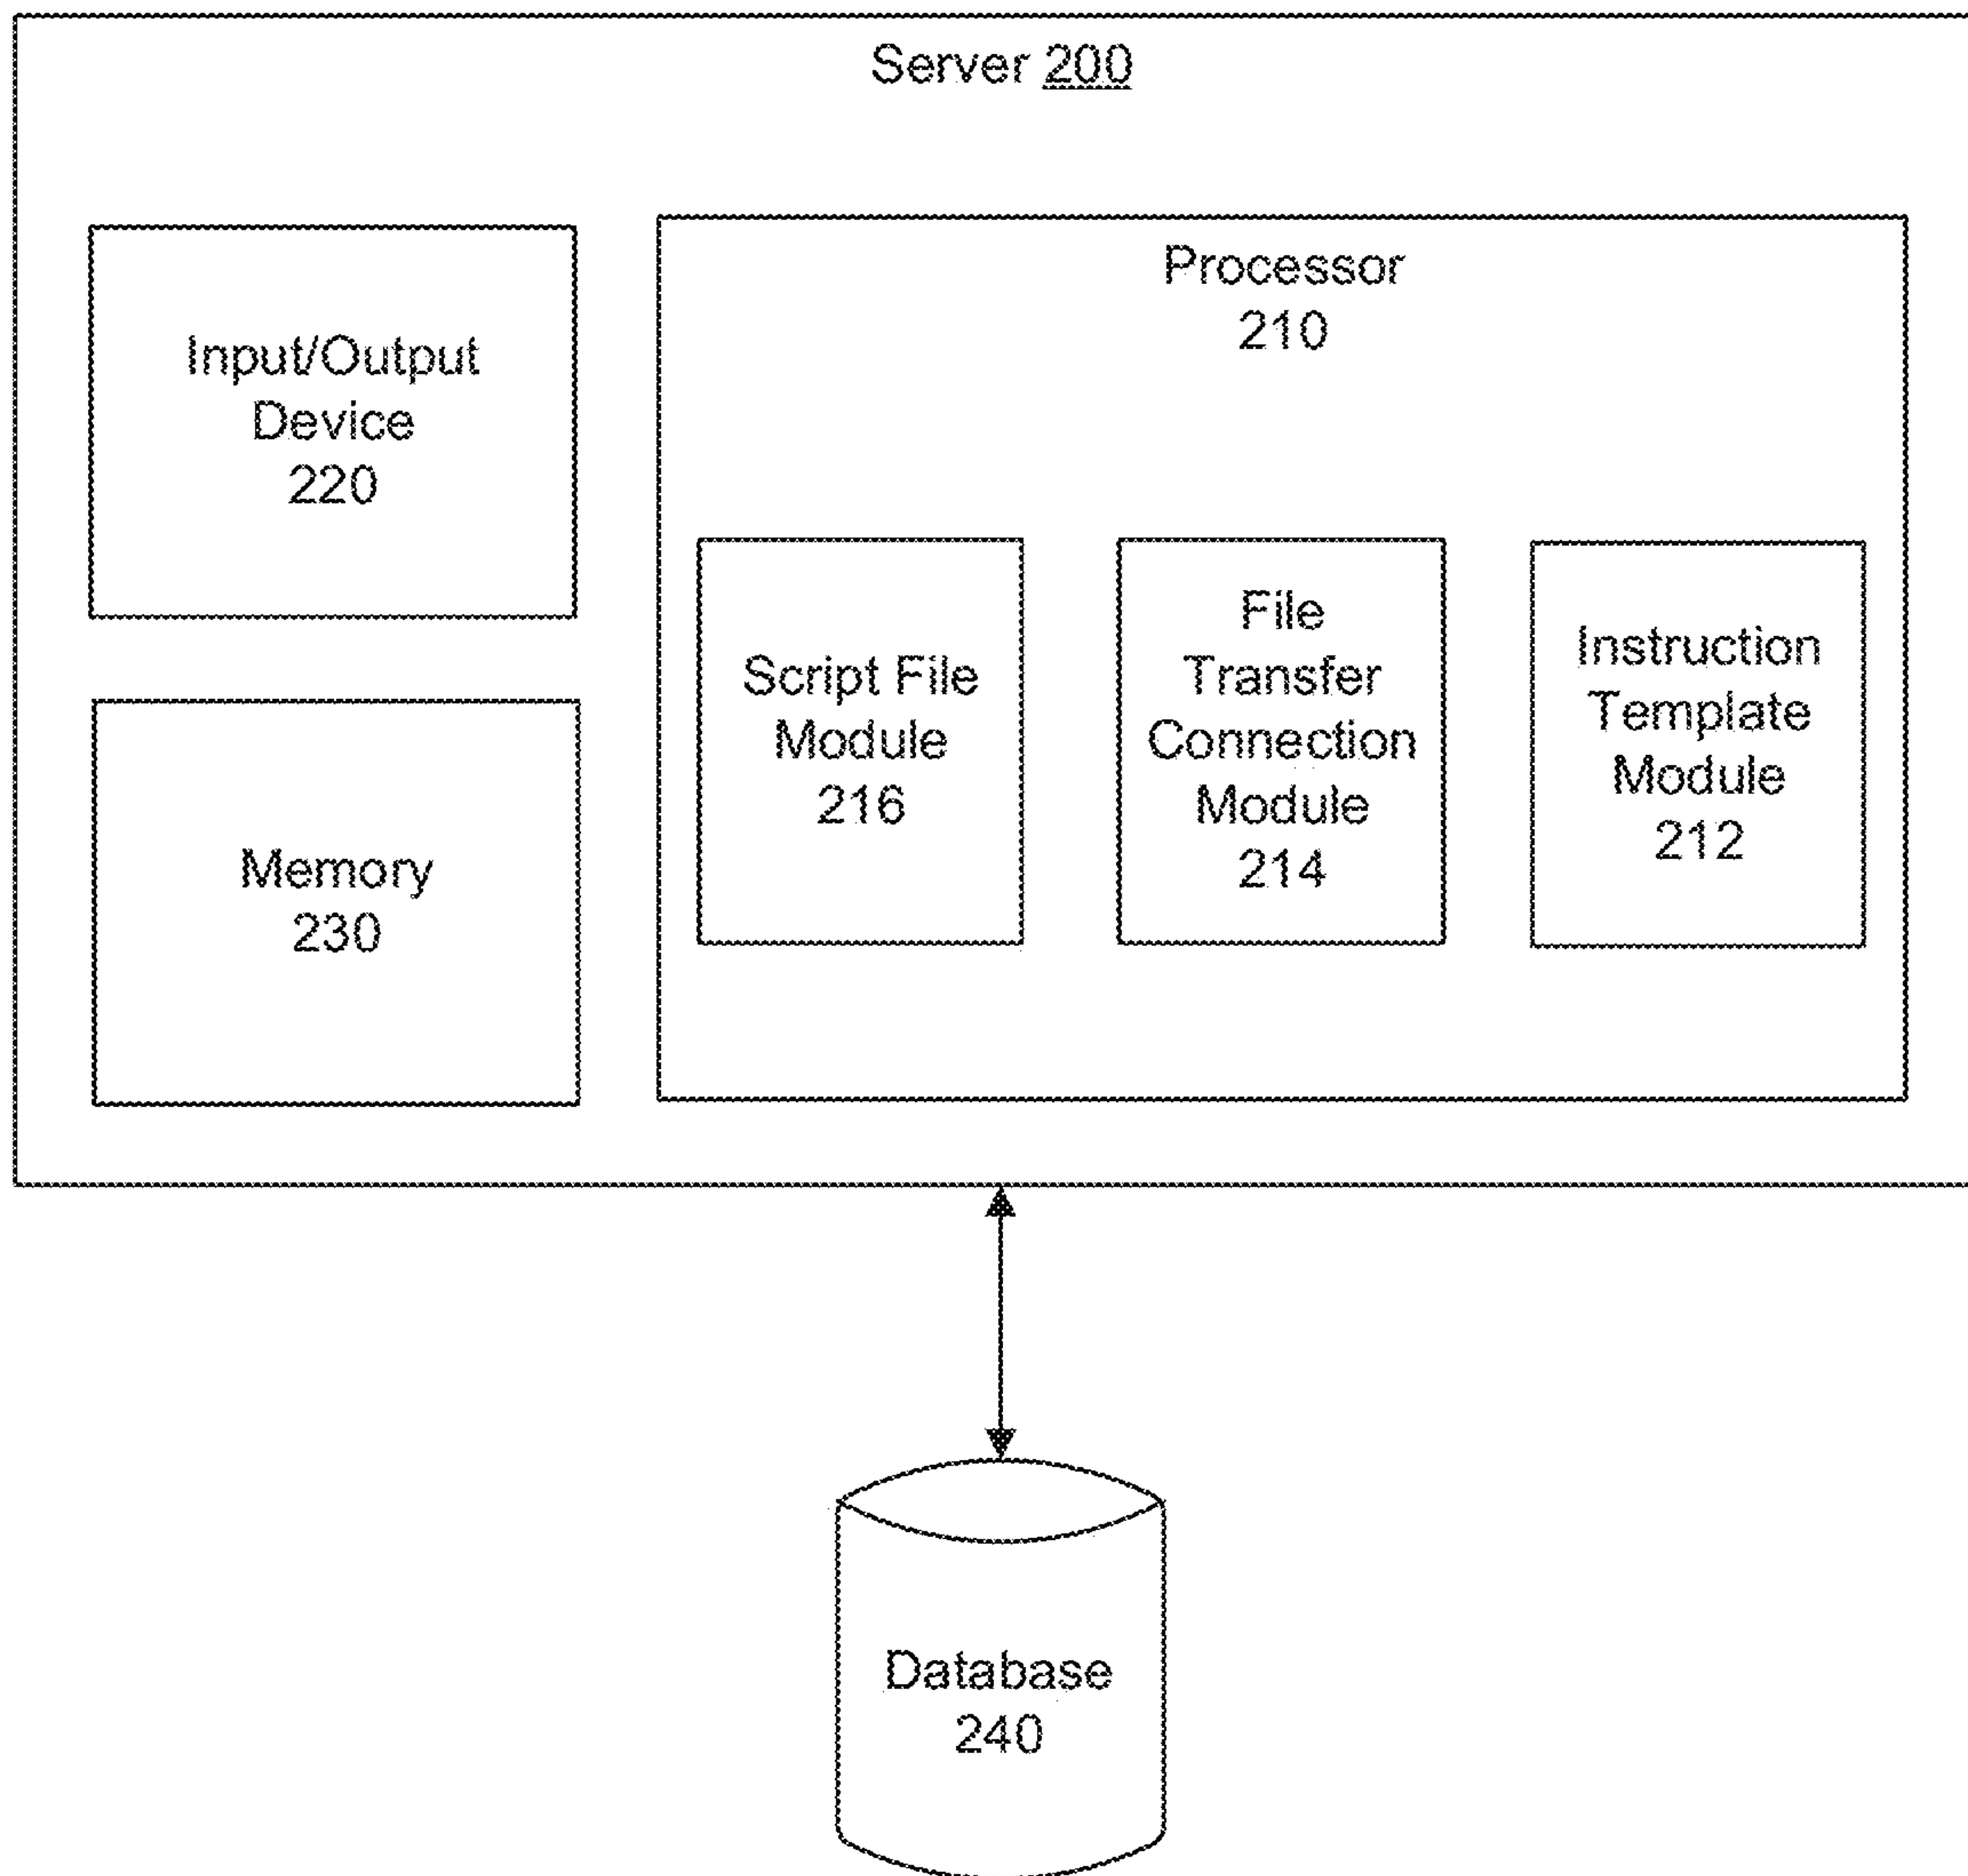 Server 200
Input/Output
Device
220
Processor
210
Script File
Module
216
File
Transfer
Connection
Module
214
Instruction
Template
Module
212
Memory
230
Database
240